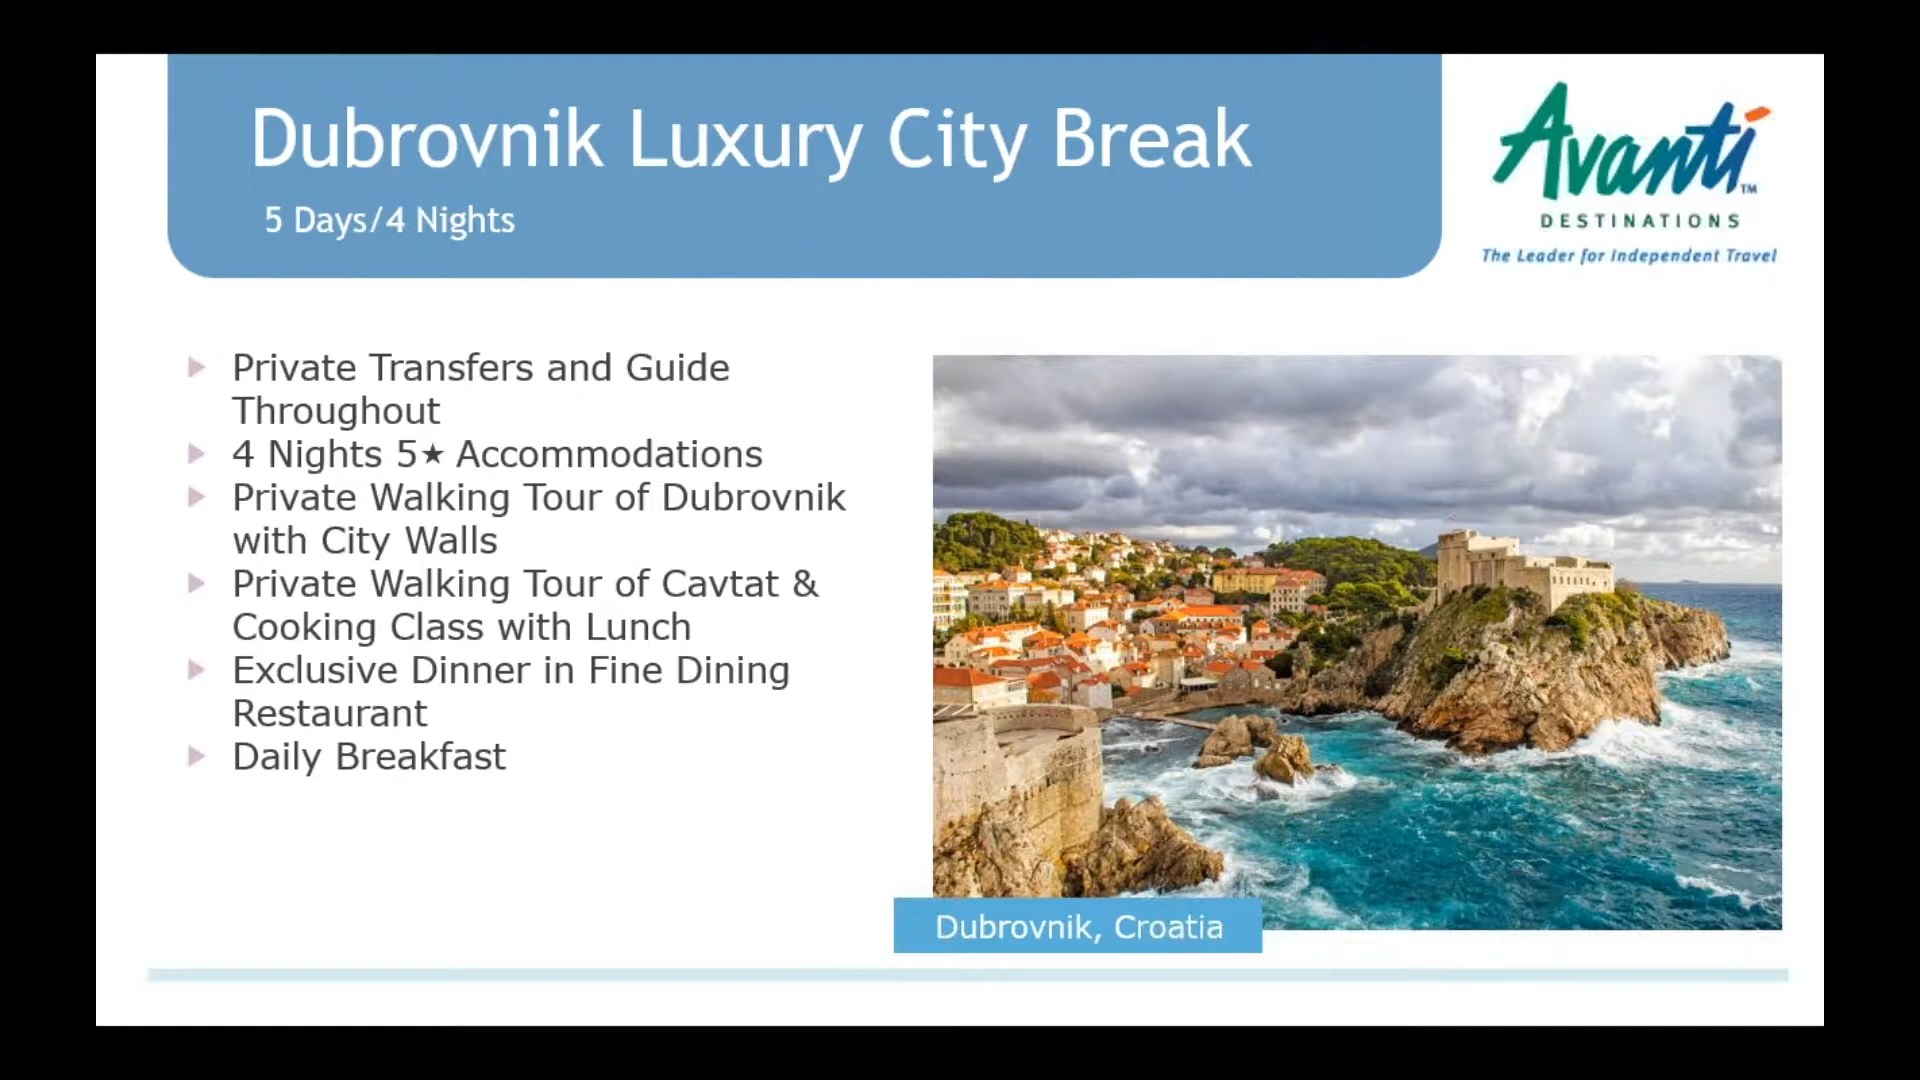 Dubrovnik Luxury City Break
5 Days/4 Nights
Avanti™
DESTINATIONS
The Leader for Independent Travel
Private Transfers and Guide
Throughout
4 Nights 5★ Accommodations
Private Walking Tour of Dubrovnik
with City Walls
Private Walking Tour of Cavtat &
Cooking Class with Lunch
Exclusive Dinner in Fine Dining
Restaurant
Daily Breakfast
Dubrovnik, Croatia